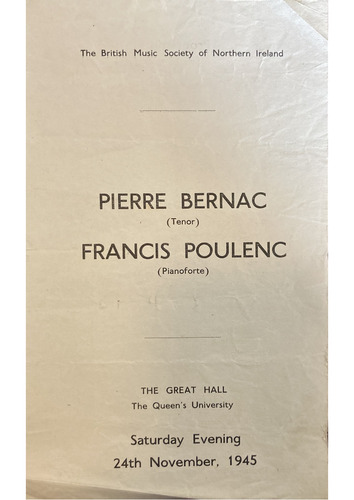 The British Music Society of Northern Ireland
PIERRE BERNAC
(Tenor)
FRANCIS POULENC
(Pianoforte)
THE GREAT HALL
The Queen's University
Saturday Evening
24th November, 1945